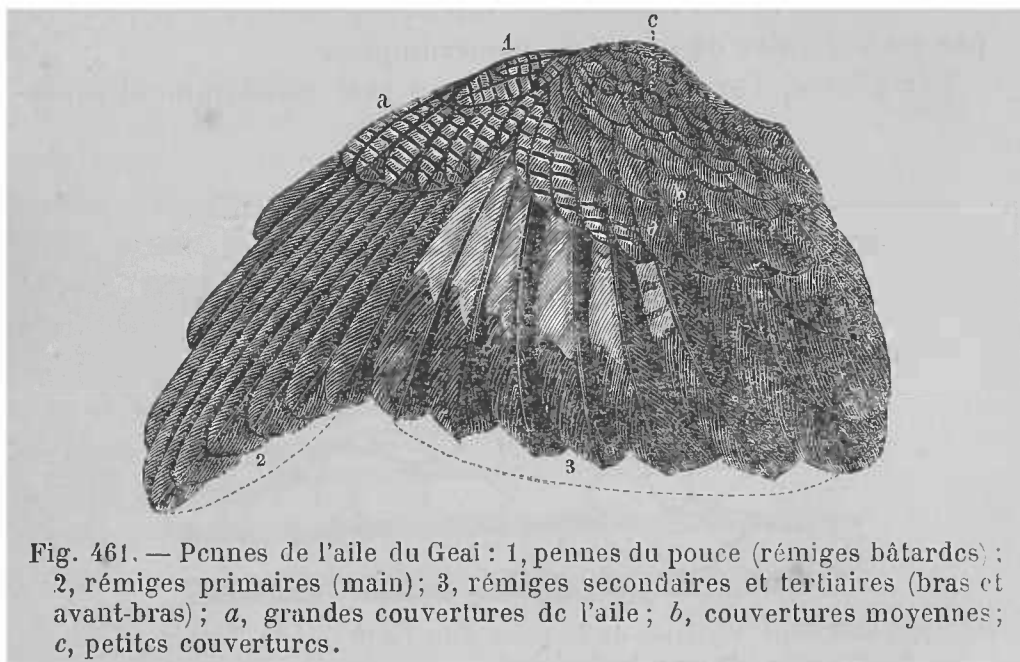 c
1
a
b
2
3
Fig. 461. — Pennes de l'aile du Geai : 1, pennes du pouce (rémiges bâtardes) ;
2, rémiges primaires (main) ; 3, rémiges secondaires et tertiaires (bras et
avant-bras) ; a, grandes couvertures de l'aile ; b, couvertures moyennes ;
c, petites couvertures.